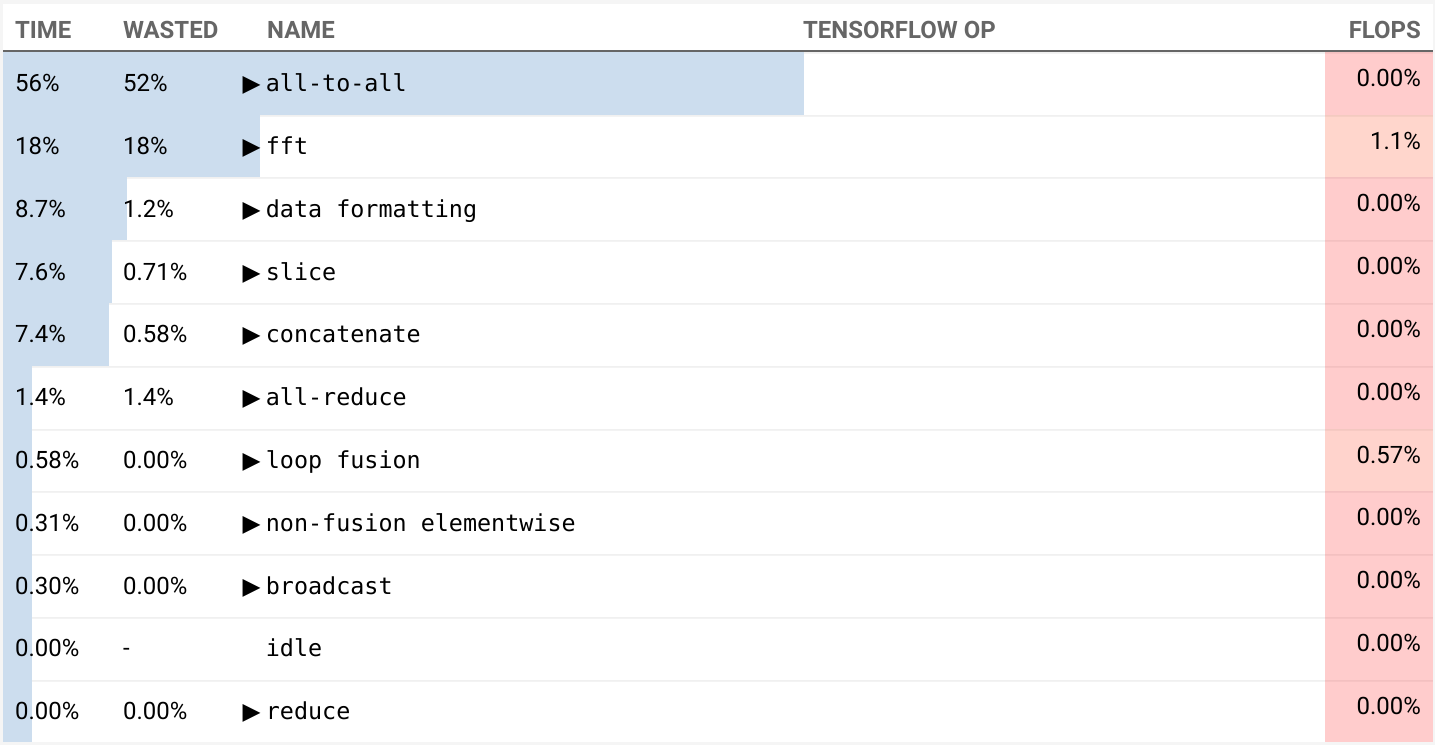 TIME WASTED NAME TENSORFLOW OP FLOPS
56% 52% ▶ all-to-all 0.00%
18% 18% ▶ fft 1.1%
8.7% 1.2% ▶ data formatting 0.00%
7.6% 0.71% ▶ slice 0.00%
7.4% 0.58% ▶ concatenate 0.00%
1.4% 1.4% ▶ all-reduce 0.00%
0.58% 0.00% ▶ loop fusion 0.57%
0.31% 0.00% ▶ non-fusion elementwise 0.00%
0.30% 0.00% ▶ broadcast 0.00%
0.00% - idle 0.00%
0.00% 0.00% ▶ reduce 0.00%